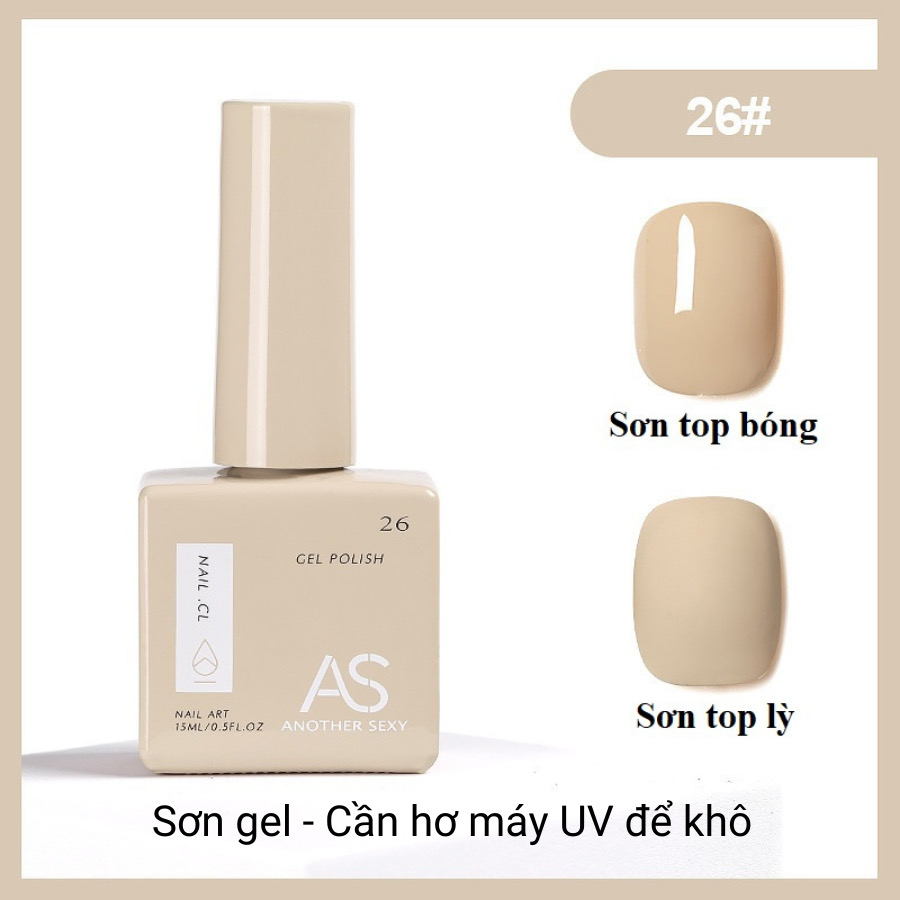 26#
Sơn top bóng
26
GEL POLISH
NAIL .CL
AS
NAIL ART
15ML/0.5FL.OZ
ANOTHER SEXY
Sơn top lỳ
Sơn gel - Cần hơ máy UV để khô